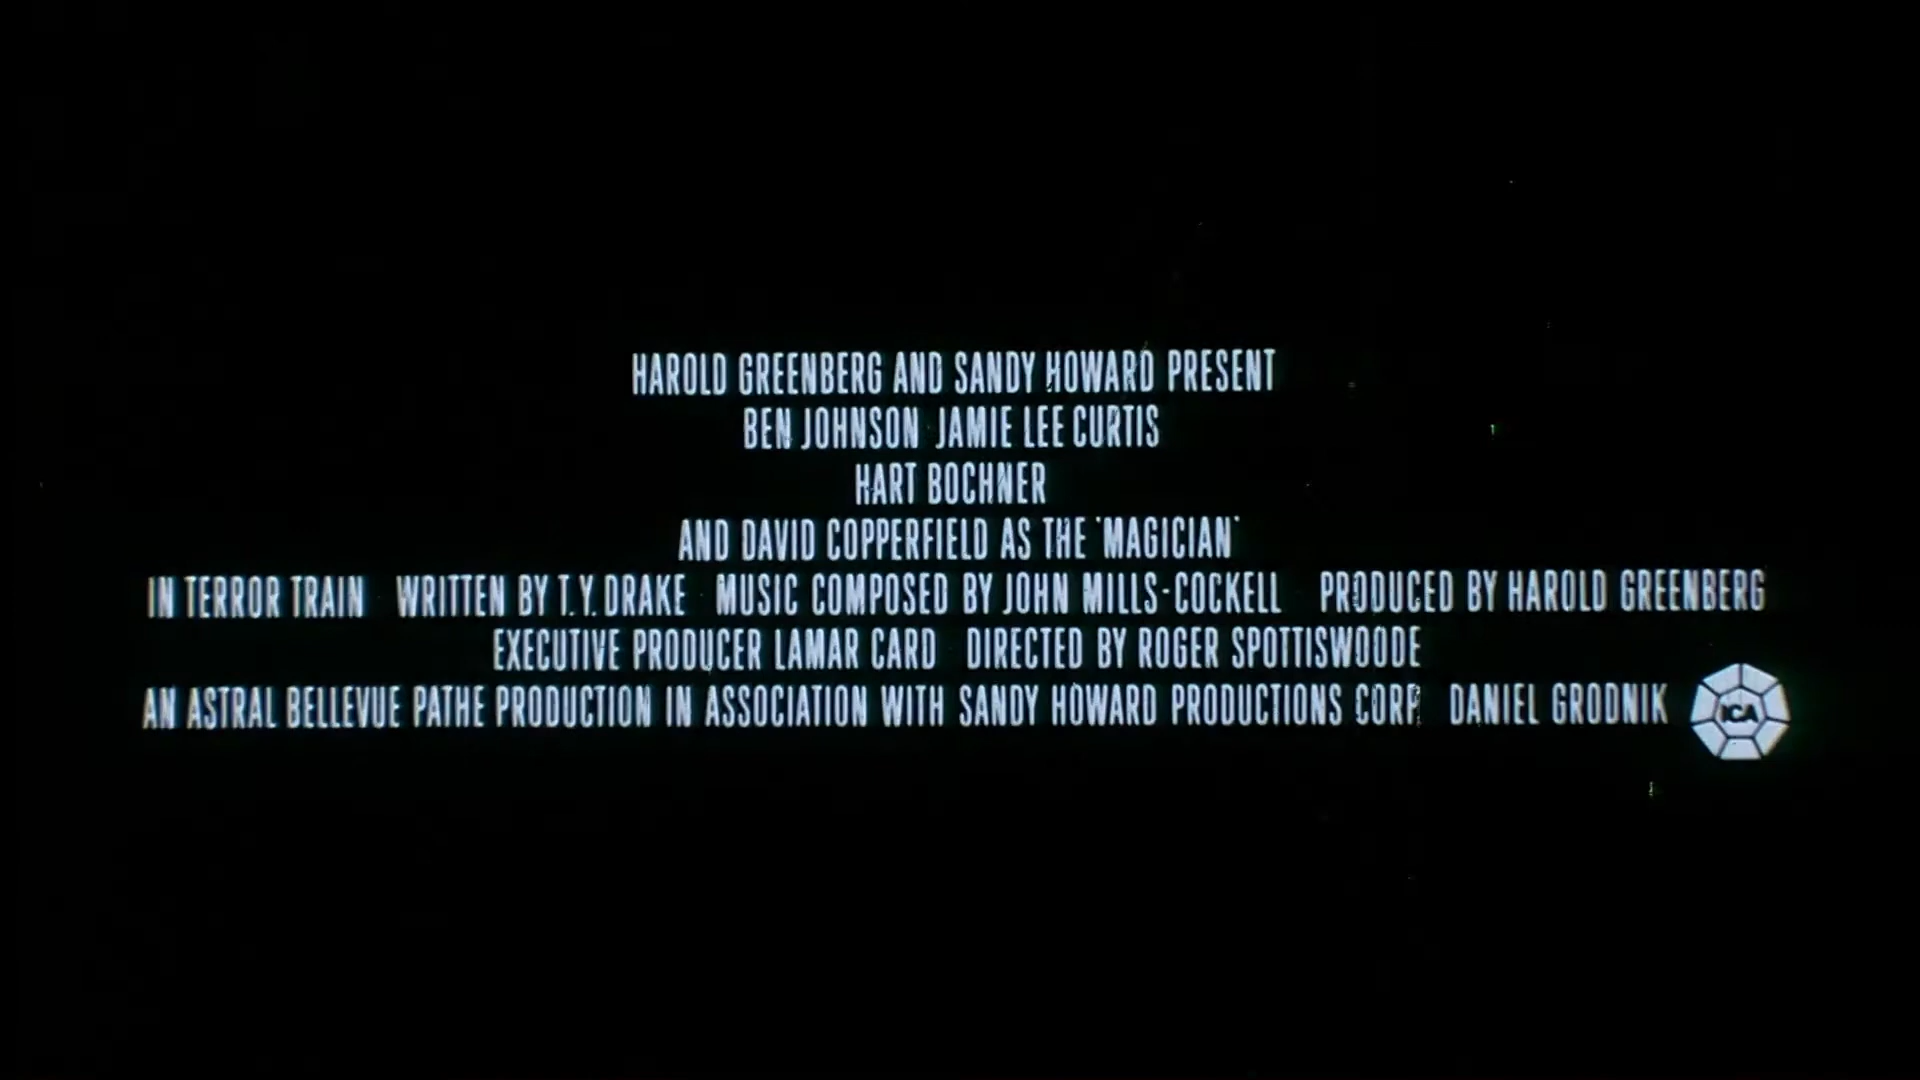 HAROLD GREENBERG AND SANDY HOWARD PRESENT
BEN JOHNSON JAMIE LEE CURTIS
HART BOCHNER
AND DAVID COPPERFIELD AS THE 'MAGICIAN'
IN TERROR TRAIN WRITTEN BY T.Y. DRAKE MUSIC COMPOSED BY JOHN MILLS-COCKELL PRODUCED BY HAROLD GREENBERG
EXECUTIVE PRODUCER LAMAR CARD DIRECTED BY ROGER SPOTTISWOODE
AN ASTRAL BELLEVUE PATHE PRODUCTION IN ASSOCIATION WITH SANDY HOWARD PRODUCTIONS CORP. DANIEL GRODNIK ICA